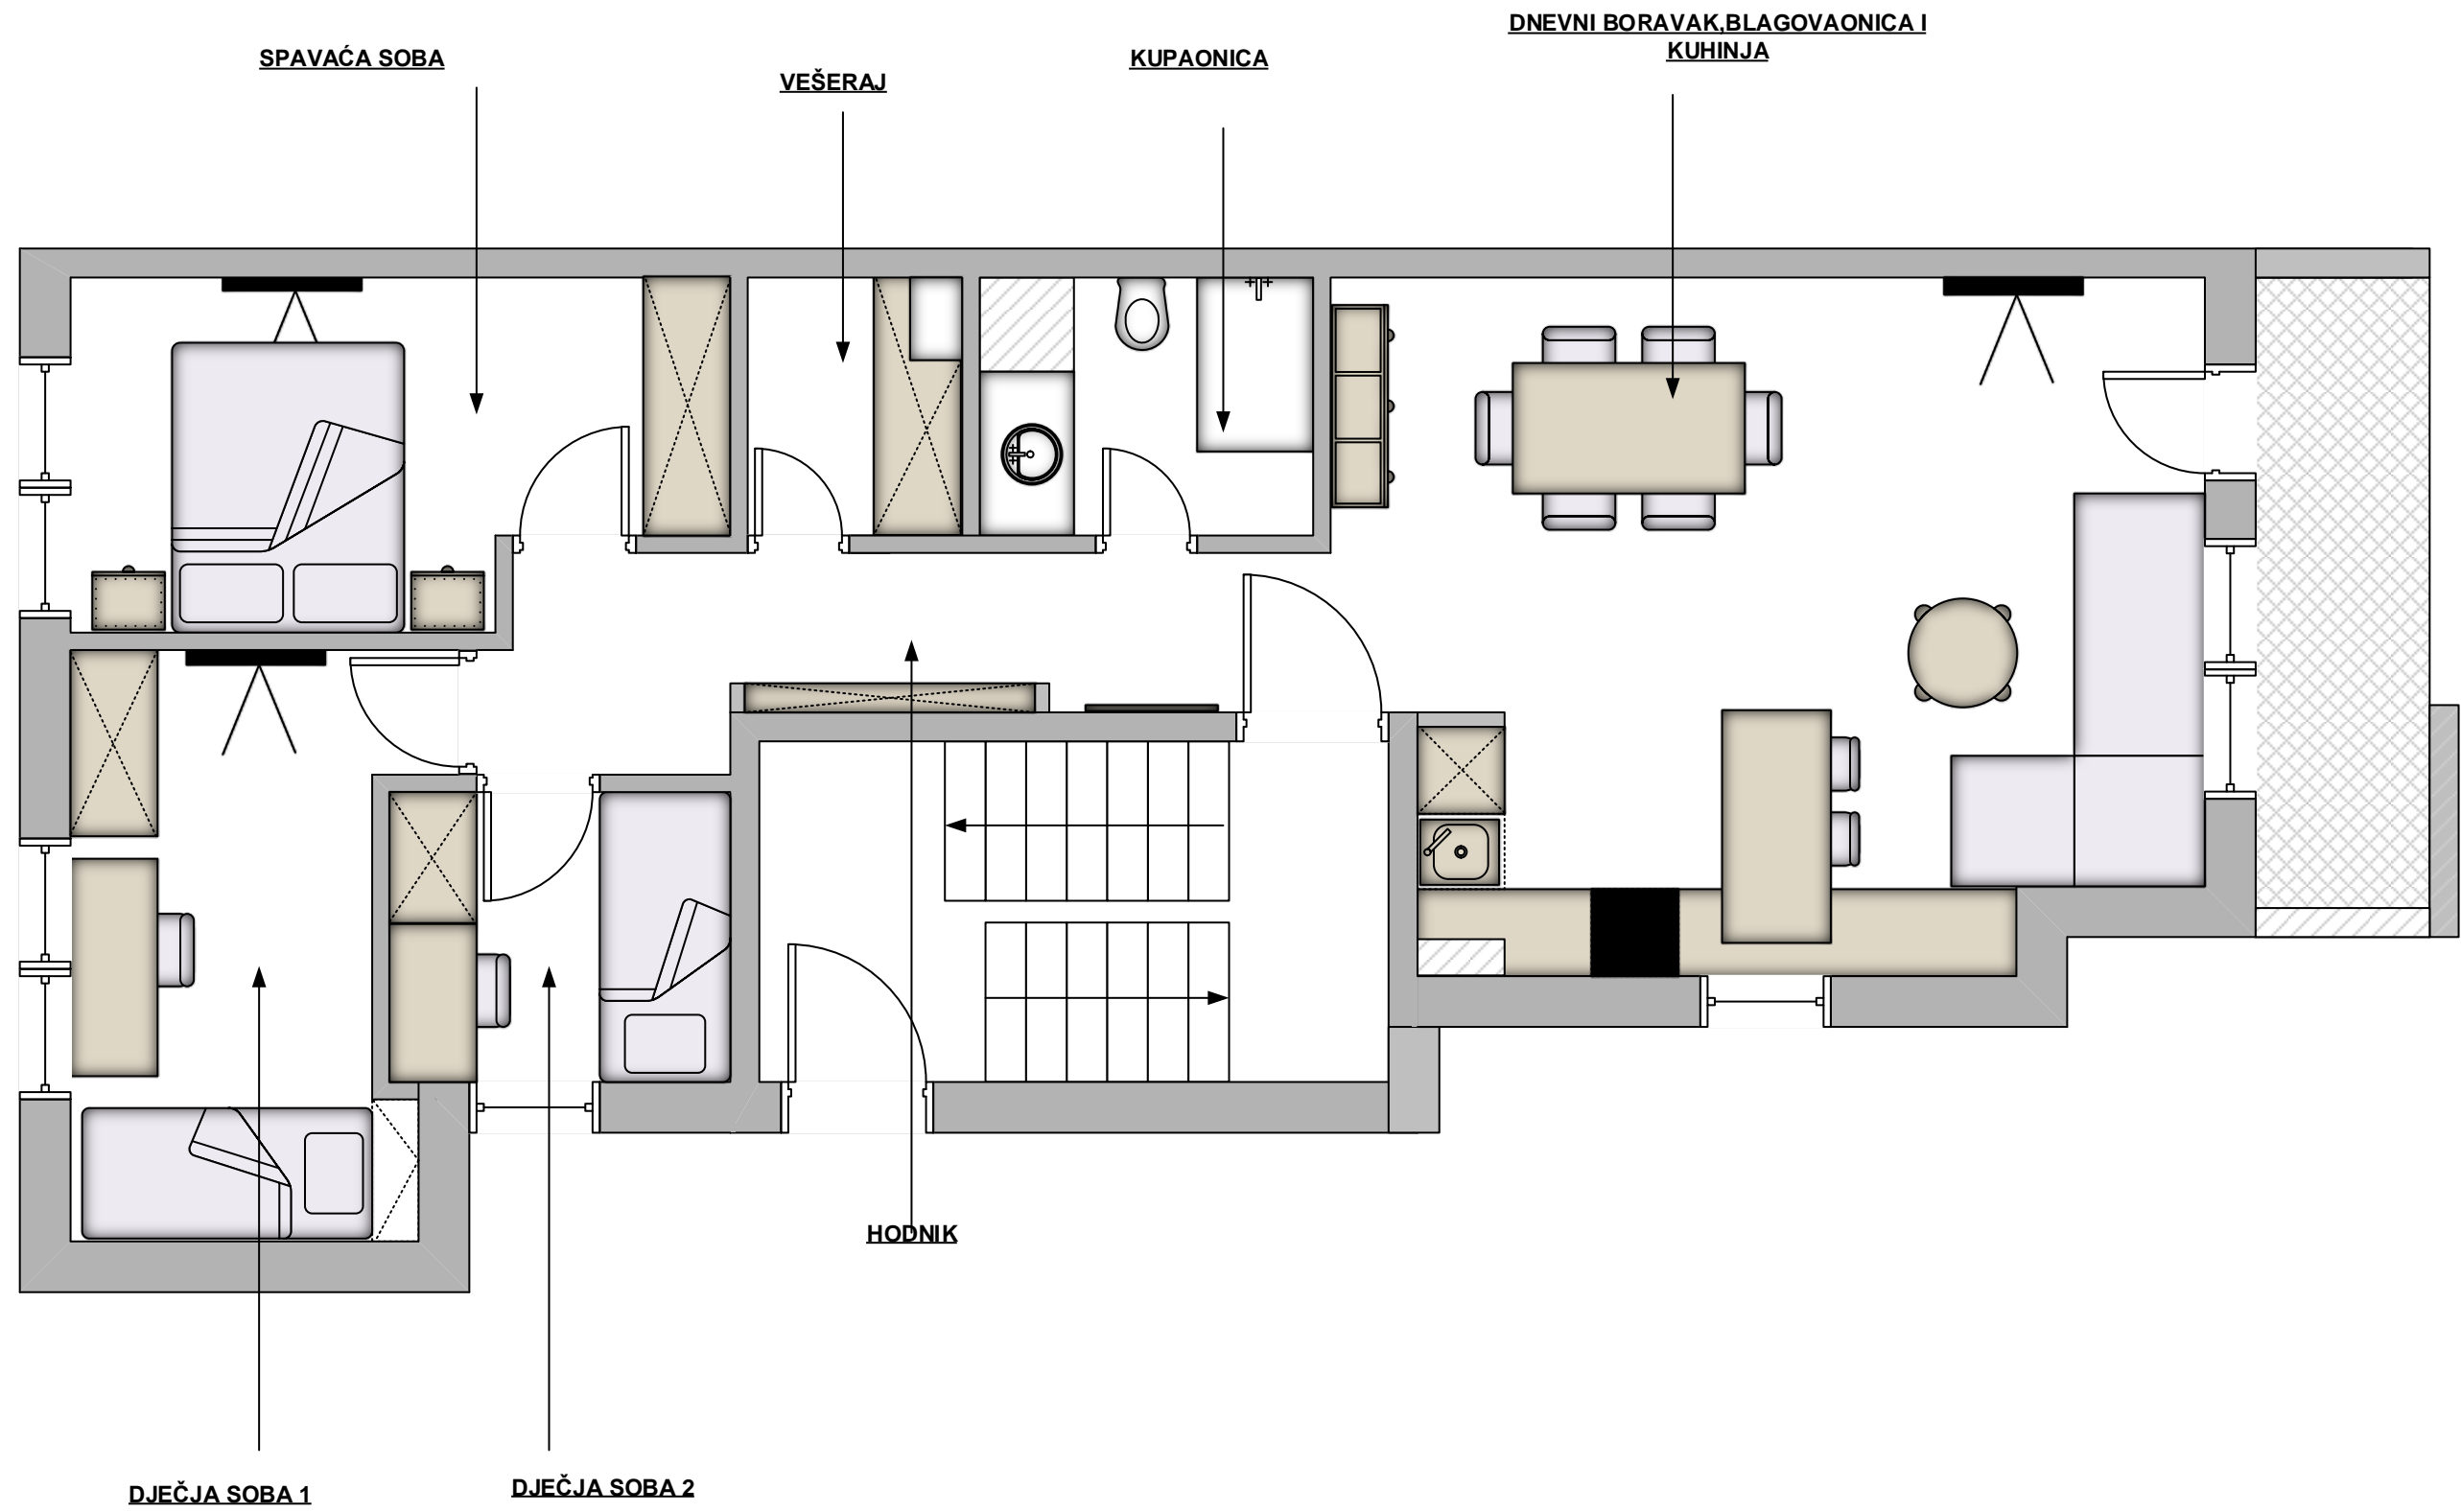 SPAVAĆA SOBA
VEŠERAJ
KUPAONICA
DNEVNI BORAVAK,BLAGOVAONICA I
KUHINJA
HODNIK
DJEČJA SOBA 1
DJEČJA SOBA 2